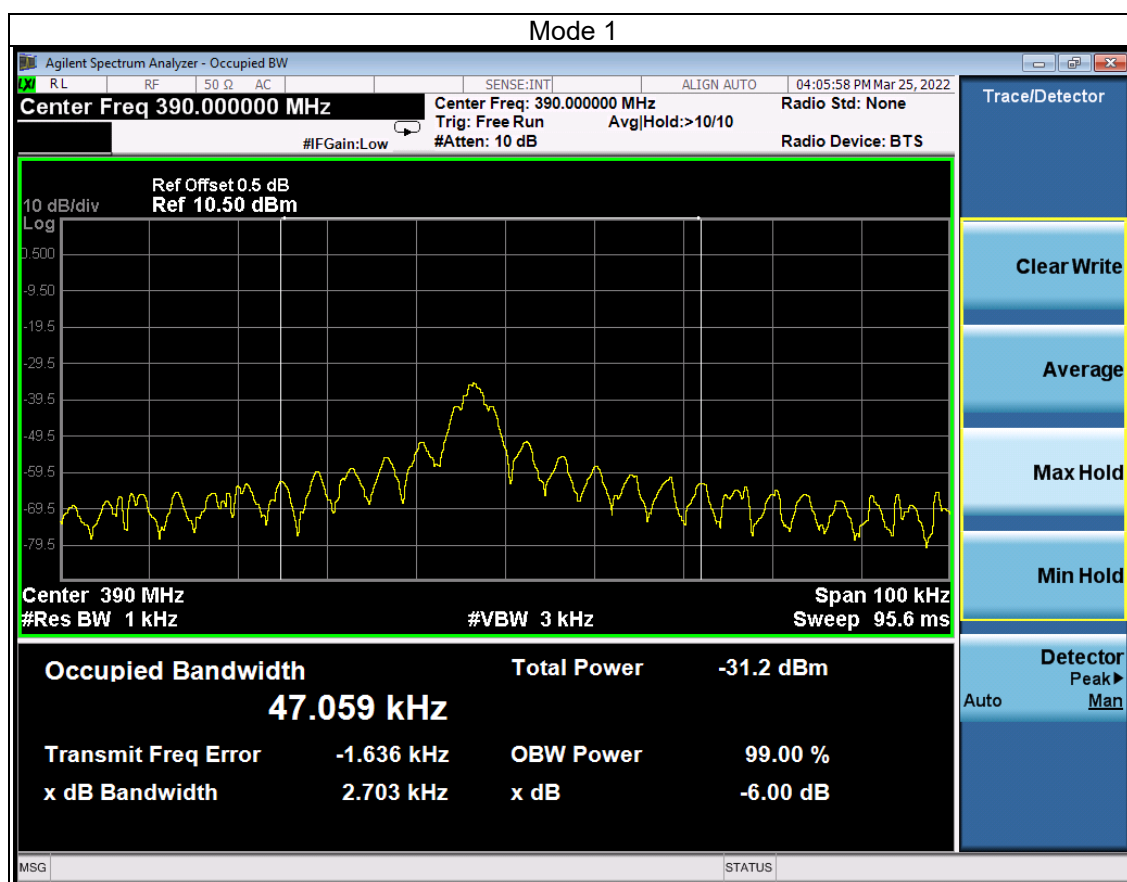 Mode 1
Agilent Spectrum Analyzer - Occupied BW
LXI RL RF 50 Ω AC SENSE:INT ALIGN AUTO 04:05:58 PM Mar 25, 2022
Center Freq 390.000000 MHz Center Freq: 390.000000 MHz Radio Std: None
Trig: Free Run Avg|Hold:>10/10
#IFGain:Low #Atten: 10 dB Radio Device: BTS
Trace/Detector
Ref Offset 0.5 dB
10 dB/div Ref 10.50 dBm
Log
0.500
-9.50
-19.5
-29.5
-39.5
-49.5
-59.5
-69.5
-79.5
Center 390 MHz Span 100 kHz
#Res BW 1 kHz #VBW 3 kHz Sweep 95.6 ms
Clear Write
Average
Max Hold
Min Hold
Detector
Peak▶
Auto Man
Occupied Bandwidth Total Power -31.2 dBm
47.059 kHz
Transmit Freq Error -1.636 kHz OBW Power 99.00 %
x dB Bandwidth 2.703 kHz x dB -6.00 dB
MSG STATUS